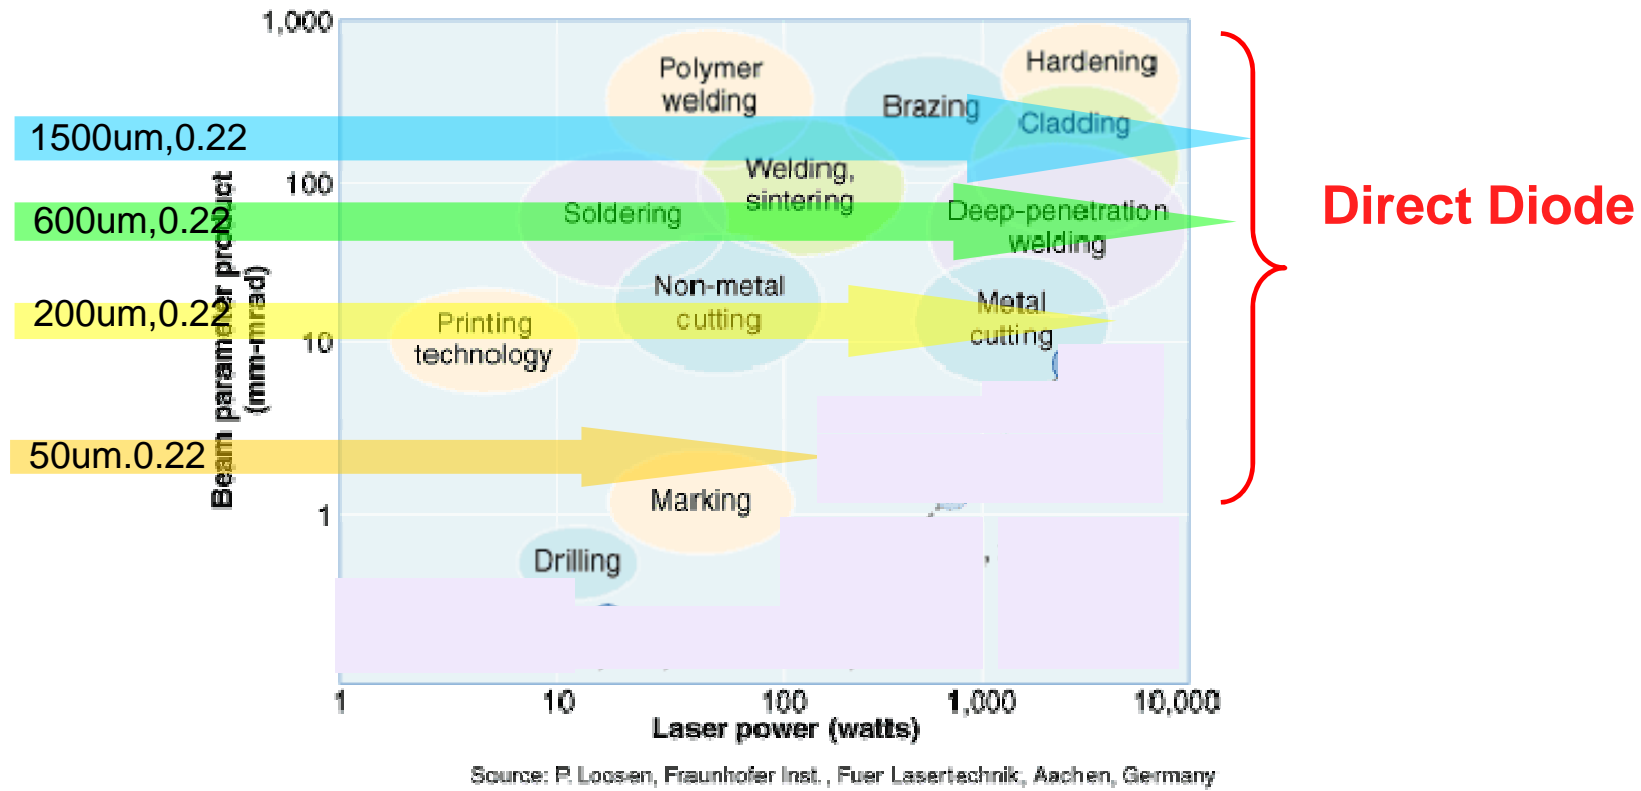 1,000
Polymer
welding
Hardening
Brazing
Cladding
1500um,0.22
Welding,
sintering
100
Direct Diode
600um,0.22
Soldering
Deep-penetration
welding
Non-metal
cutting
Metal
cutting
200um,0.22
Printing
technology
10
Beam parameter product
(mm-mrad)
50um.0.22
Marking
1
Drilling
1
10
100
1,000
10,000
Laser power (watts)
Source: P. Loosen, Fraunhofer Inst., Fuer Lasertechnik, Aachen, Germany